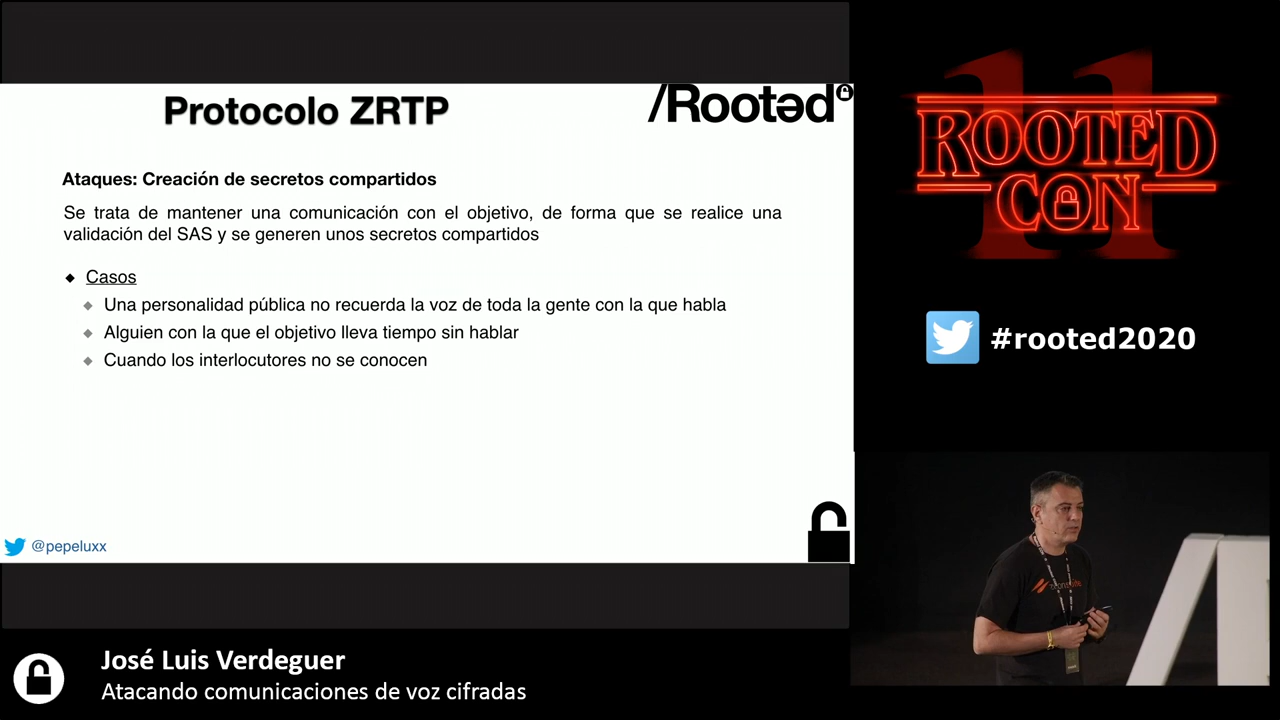 Protocolo ZRTP
/Rootəd
Ataques: Creación de secretos compartidos
Se trata de mantener una comunicación con el objetivo, de forma que se realice una
validación del SAS y se generen unos secretos compartidos
Casos
Una personalidad pública no recuerda la voz de toda la gente con la que habla
Alguien con la que el objetivo lleva tiempo sin hablar
Cuando los interlocutores no se conocen
@pepeluxx
11
ROOTED
CON
#rooted2020
José Luis Verdeguer
Atacando comunicaciones de voz cifradas